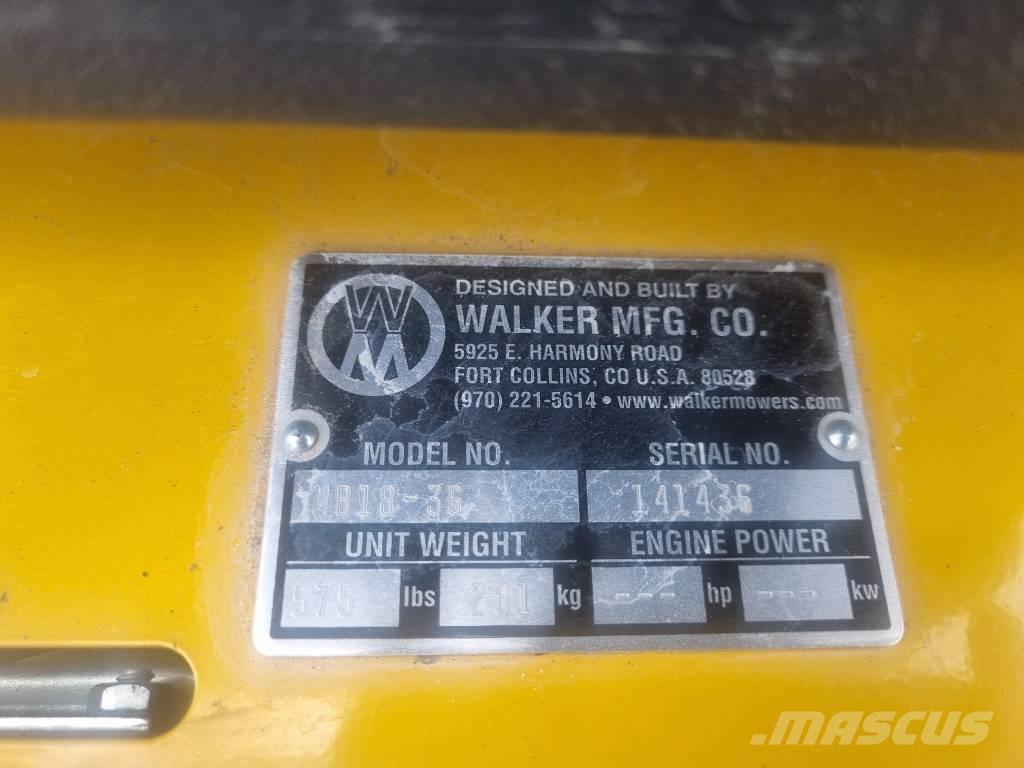 WM
DESIGNED AND BUILT BY
WALKER MFG. CO.
5925 E. HARMONY ROAD
FORT COLLINS, CO U.S.A. 80528
(970) 221-5614 • www.walkermowers.com
MODEL NO. SERIAL NO.
MB18-36 141436
UNIT WEIGHT ENGINE POWER
575 lbs 261 kg --- hp --- kw
MASCUS